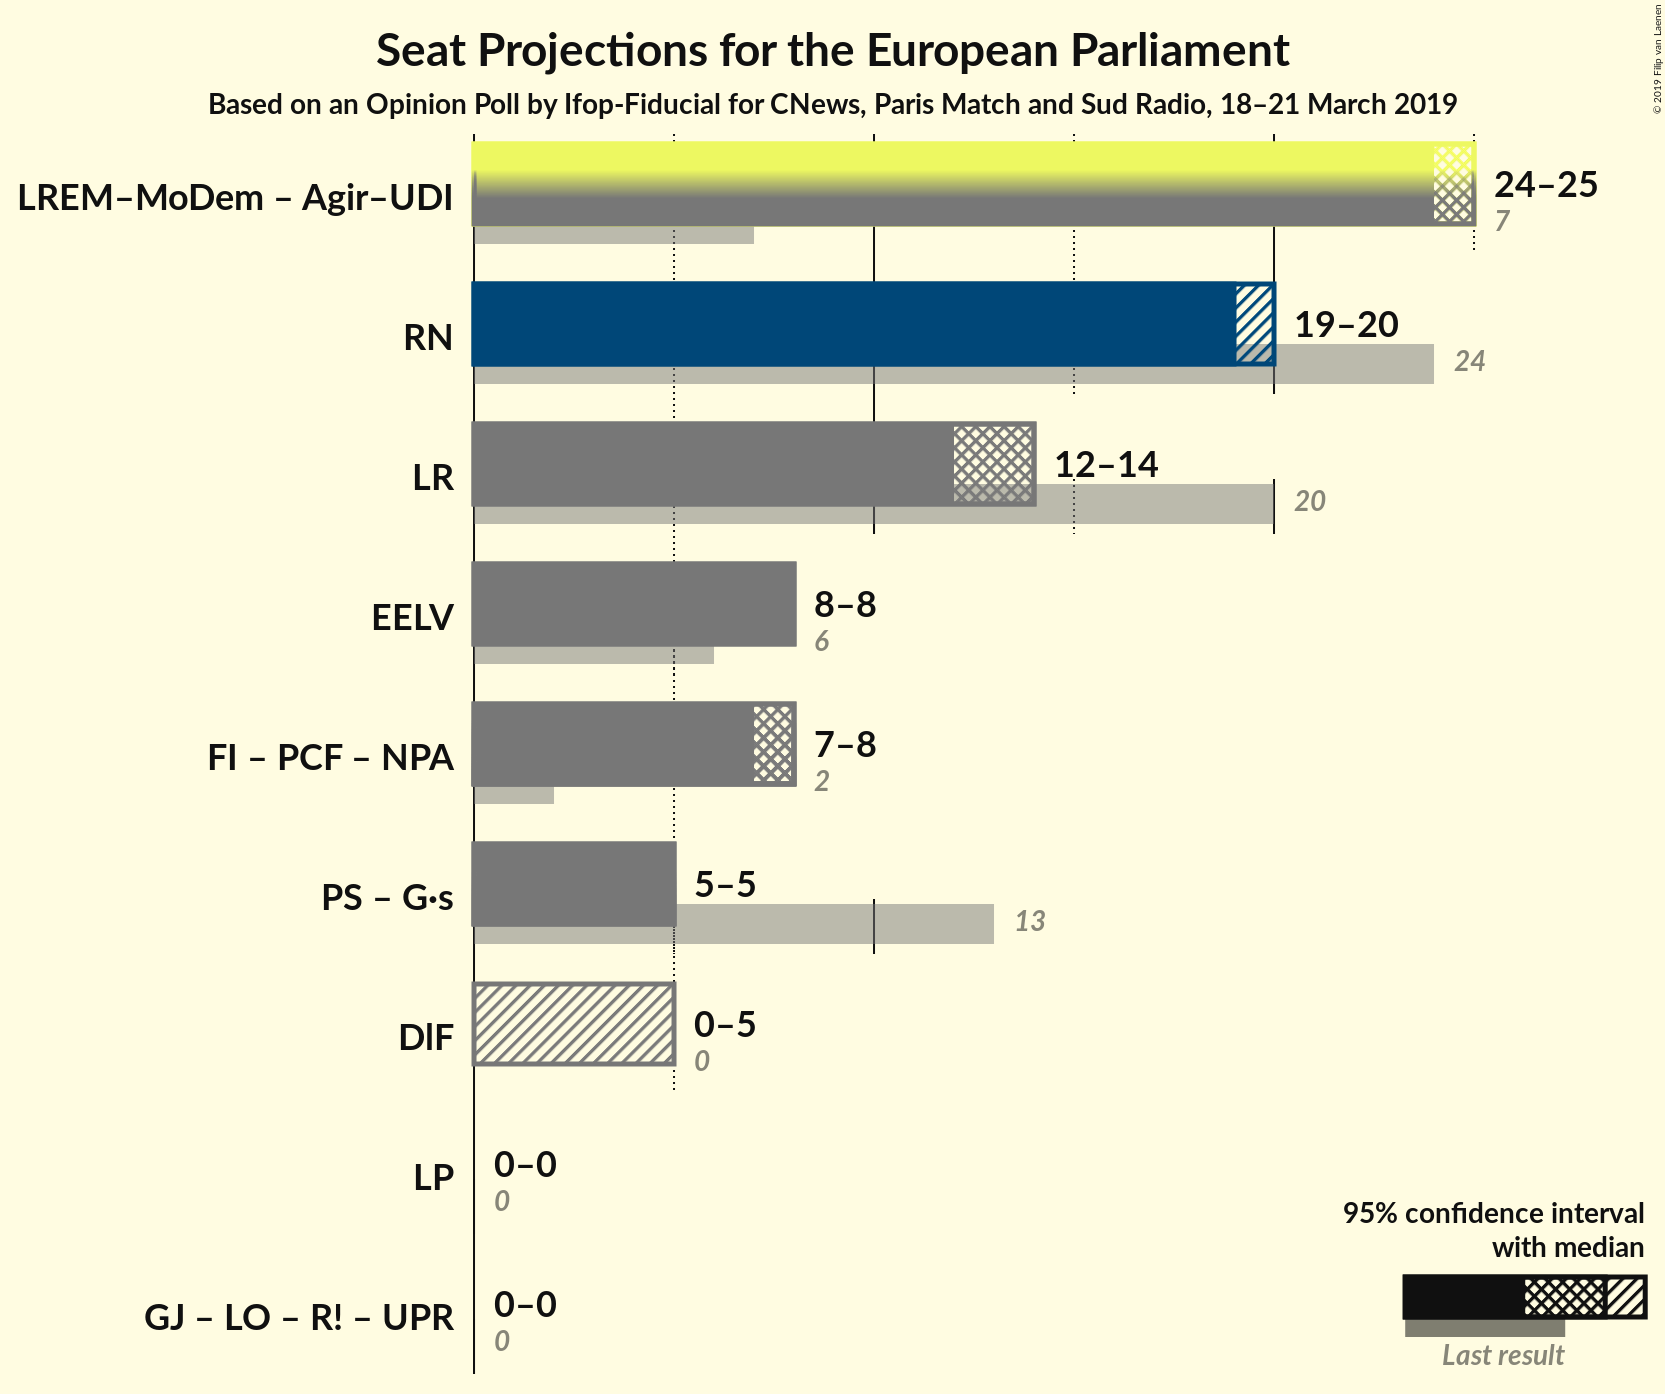 Seat Projections for the European Parliament
Based on an Opinion Poll by Ifop-Fiducial for CNews, Paris Match and Sud Radio, 18–21 March 2019
© 2019 Filip van Laenen
LREM–MoDem – Agir–UDI
24–25
7
RN
19–20
24
LR
12–14
20
EELV
8–8
6
FI – PCF – NPA
7–8
2
PS – G·s
5–5
13
DlF
0–5
0
LP
0–0
0
GJ – LO – R! – UPR
0–0
0
95% confidence interval
with median
Last result